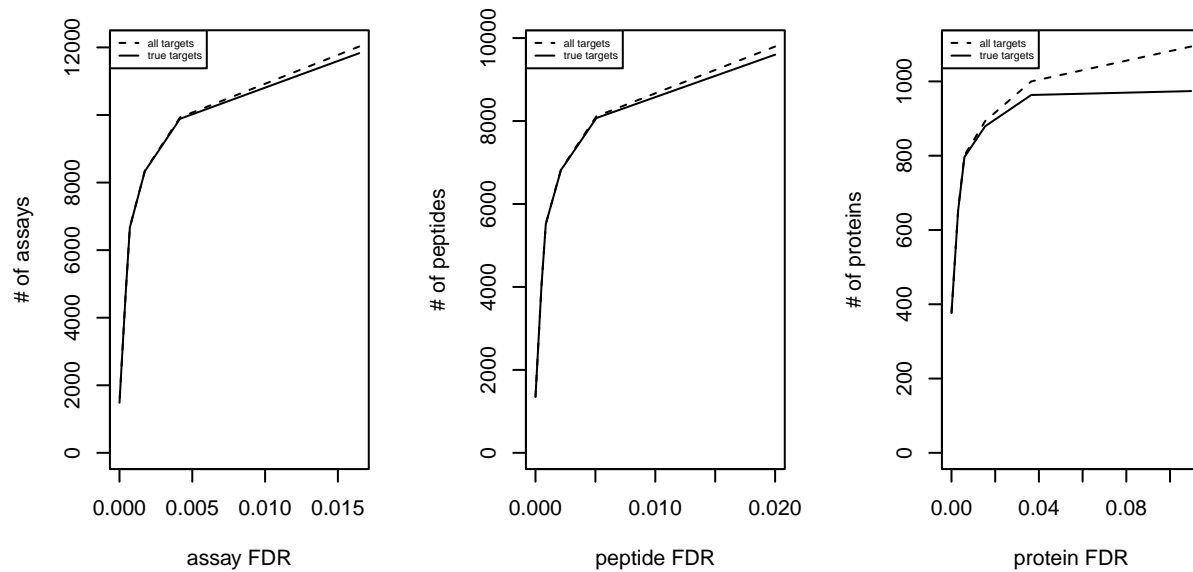 all targets
true targets
# of assays
0
2000
4000
6000
8000
12000
0.000
0.005
0.010
0.015
assay FDR
all targets
true targets
# of peptides
0
2000
4000
6000
8000
10000
0.000
0.010
0.020
peptide FDR
all targets
true targets
# of proteins
0
200
400
600
800
1000
0.00
0.04
0.08
protein FDR